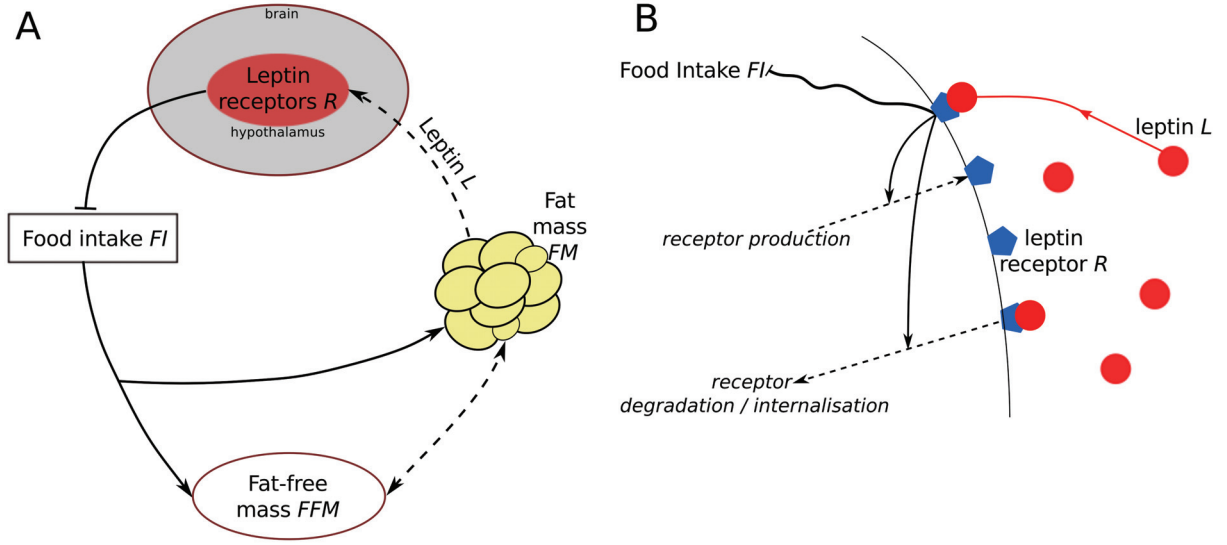 A
brain
Leptin
receptors R
hypothalamus
Leptin L
Food intake FI
Fat
mass
FM
Fat-free
mass FFM
B
Food Intake FI
leptin L
receptor production
leptin
receptor R
receptor
degradation / internalisation